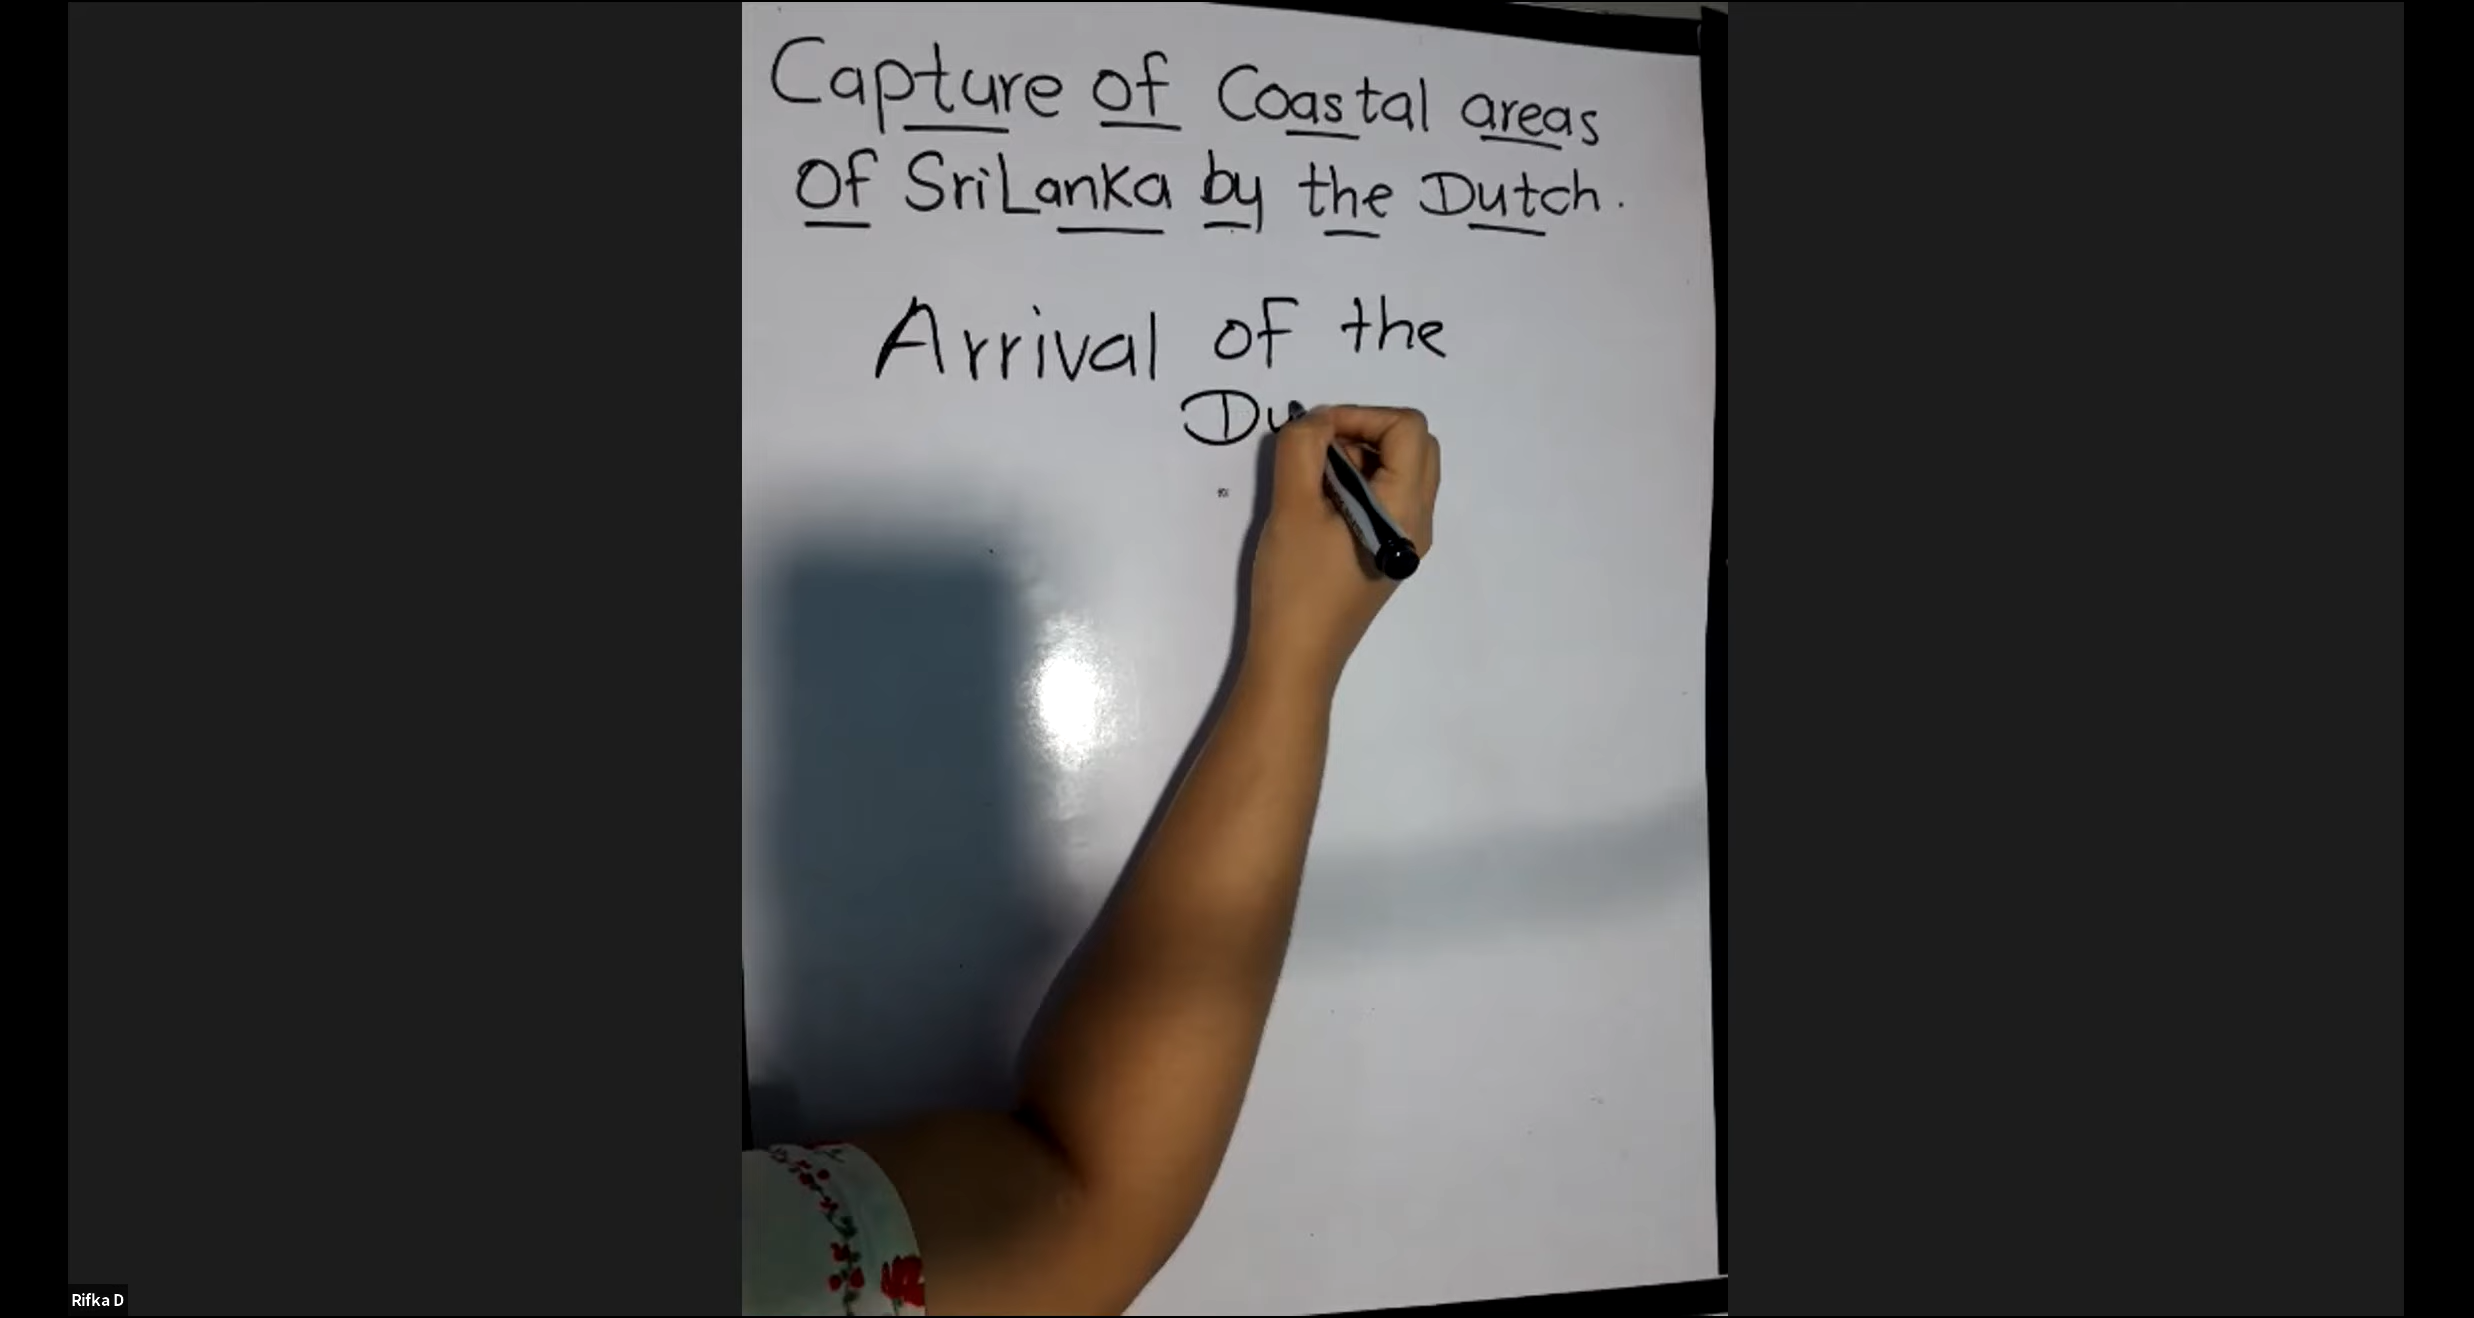 Capture of Coastal areas
Of SriLanka by the Dutch.
Arrival of the
Du
Rifka D